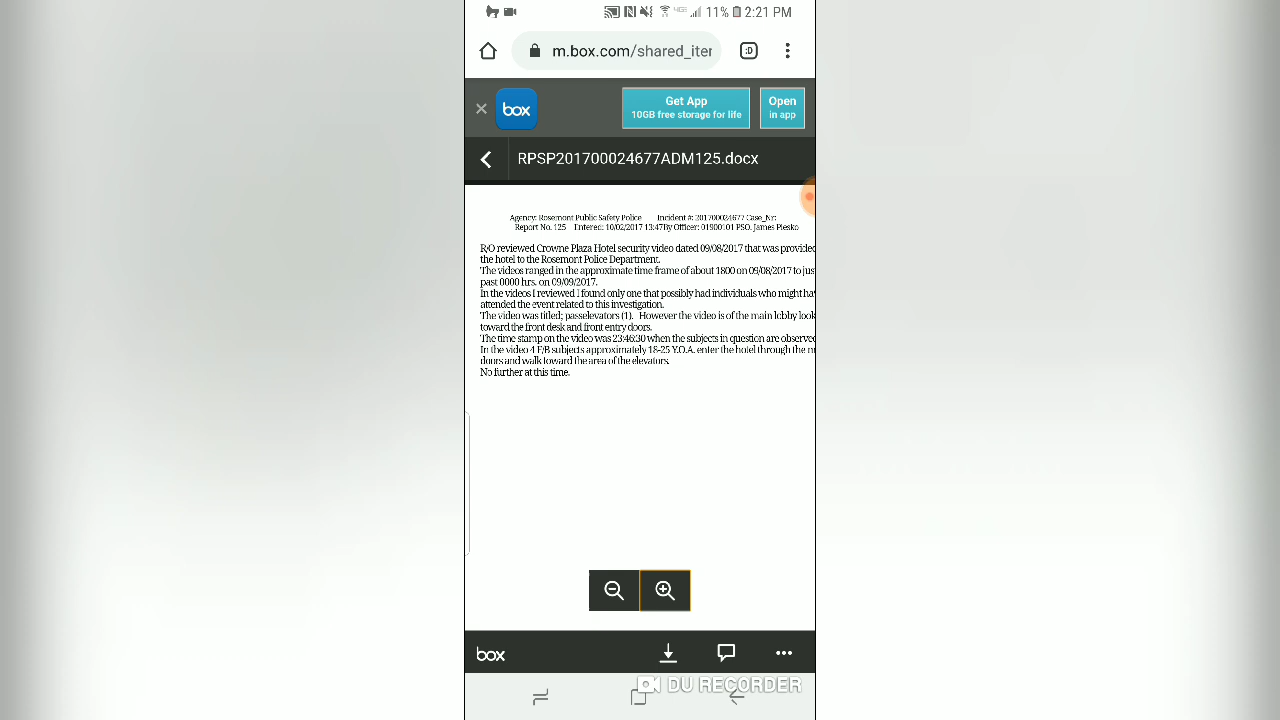 11% 2:21 PM
m.box.com/shared_iter :D
box Get App Open
10GB free storage for life in app
RPSP201700024677ADM125.docx
Agency: Rosemont Public Safety Police Incident #: 201700024677 Case_Nr:
Report No. 125 Entered: 10/02/2017 13:47By Officer: 01900101 PSO. James Plesko
R/O reviewed Crowne Plaza Hotel security video dated 09/08/2017 that was provided
the hotel to the Rosemont Police Department.
The videos ranged in the approximate time frame of about 1800 on 09/08/2017 to jus
past 0000 hrs. on 09/09/2017.
In the videos I reviewed I found only one that possibly had individuals who might hav
attended the event related to this investigation.
The video was titled; passelevators (1). However the video is of the main lobby look
toward the front desk and front entry doors.
The time stamp on the video was 23:46:30 when the subjects in question are observed
In the video 4 F/B subjects approximately 18-25 Y.O.A. enter the hotel through the m
doors and walk toward the area of the elevators.
No further at this time.
box
DU RECORDER